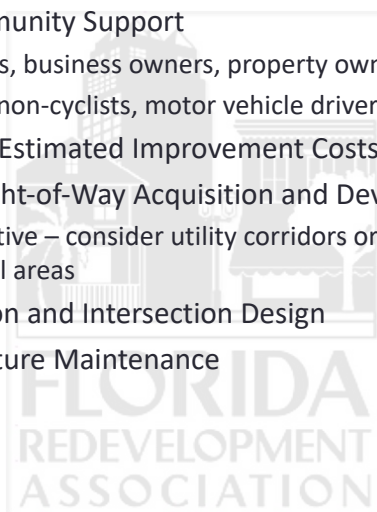 munity Support
s, business owners, property own
non-cyclists, motor vehicle driver
Estimated Improvement Costs
ht-of-Way Acquisition and Dev
tive – consider utility corridors or
l areas
on and Intersection Design
ture Maintenance
FLORIDA
REDEVELOPMENT
ASSOCIATION